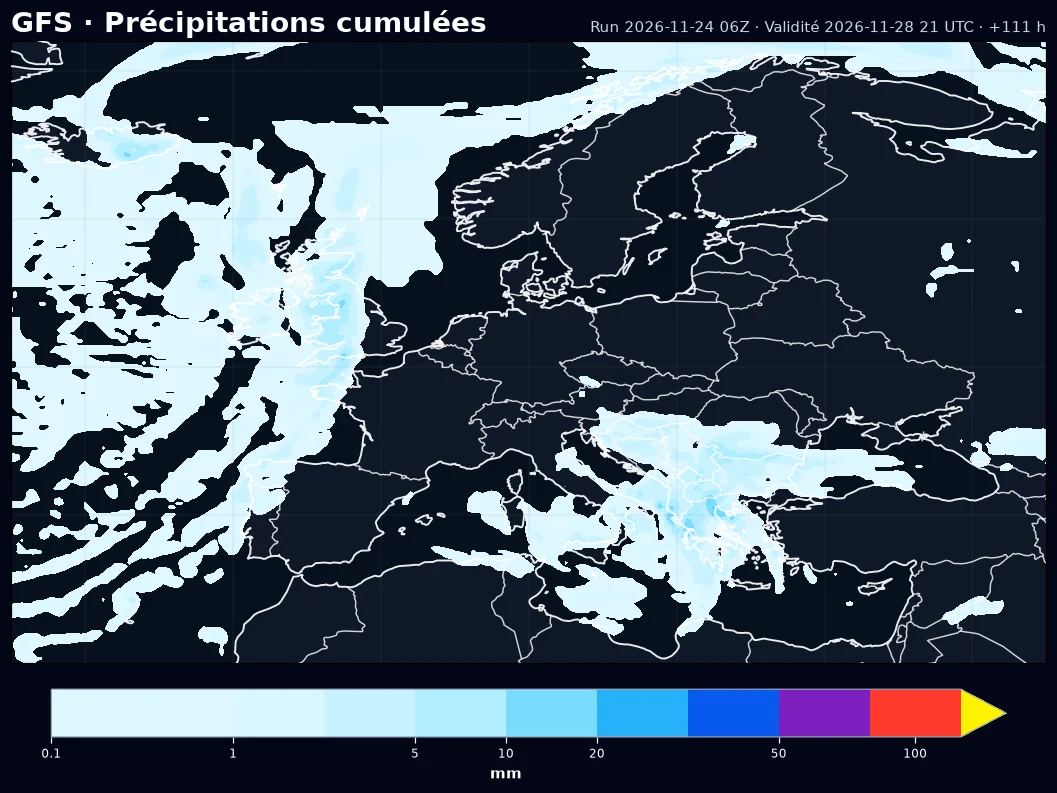 GFS · Précipitations cumulées
Run 2026-11-24 06Z · Validité 2026-11-28 21 UTC · +111 h
0.1 1 5 10 20 50 100
mm